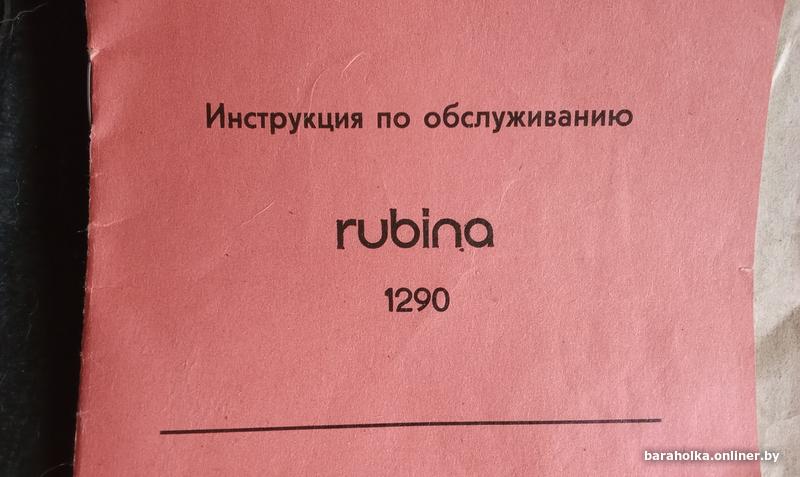 Инструкция по обслуживанию
rubina
1290
baraholka.onliner.by